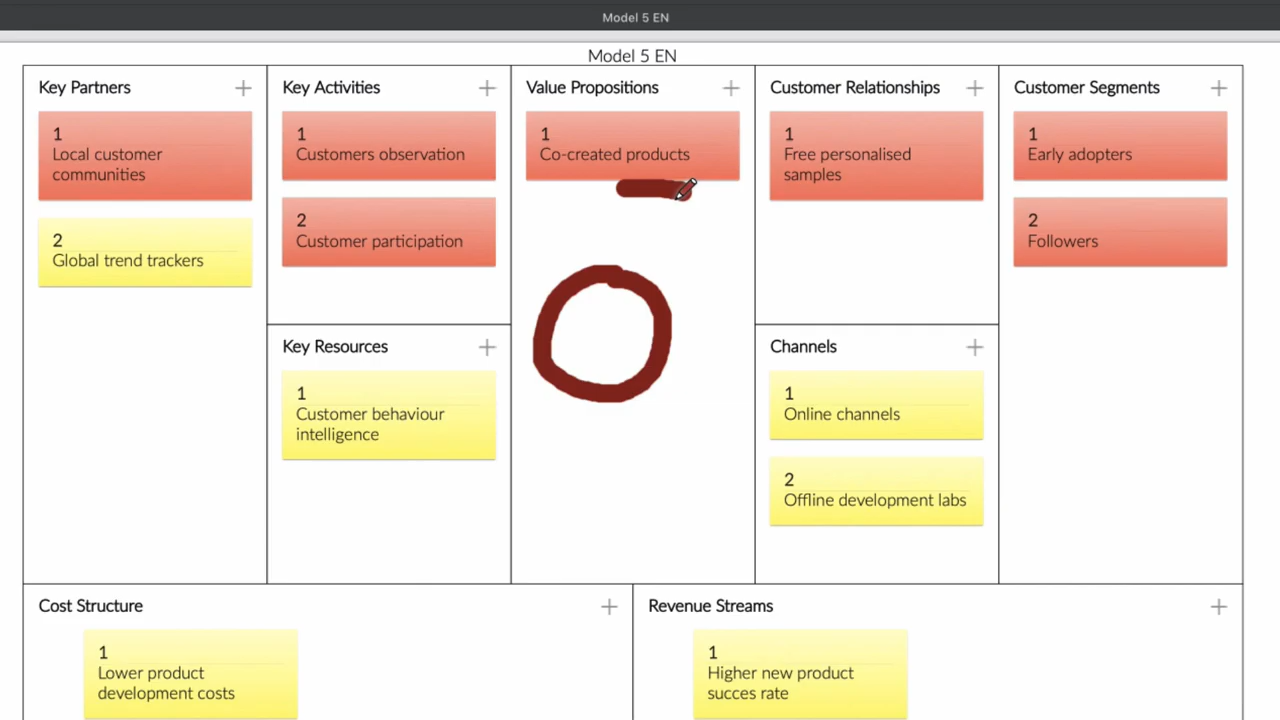 Model 5 EN
Model 5 EN
Key Partners
1
Local customer
communities
2
Global trend trackers
Key Activities
1
Customers observation
2
Customer participation
Key Resources
1
Customer behaviour
intelligence
Value Propositions
1
Co-created products
Customer Relationships
1
Free personalised
samples
Channels
1
Online channels
2
Offline development labs
Customer Segments
1
Early adopters
2
Followers
Cost Structure
1
Lower product
development costs
Revenue Streams
1
Higher new product
succes rate